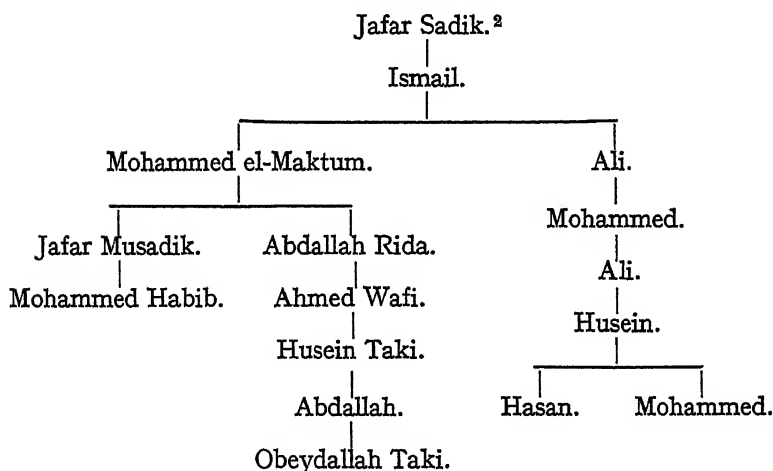 Jafar Sadik.²
Ismail.
Mohammed el-Maktum. Ali.
Mohammed.
Jafar Musadik. Abdallah Rida.
Ali.
Mohammed Habib. Ahmed Wafi.
Husein.
Husein Taki.
Abdallah. Hasan. Mohammed.
Obeydallah Taki.